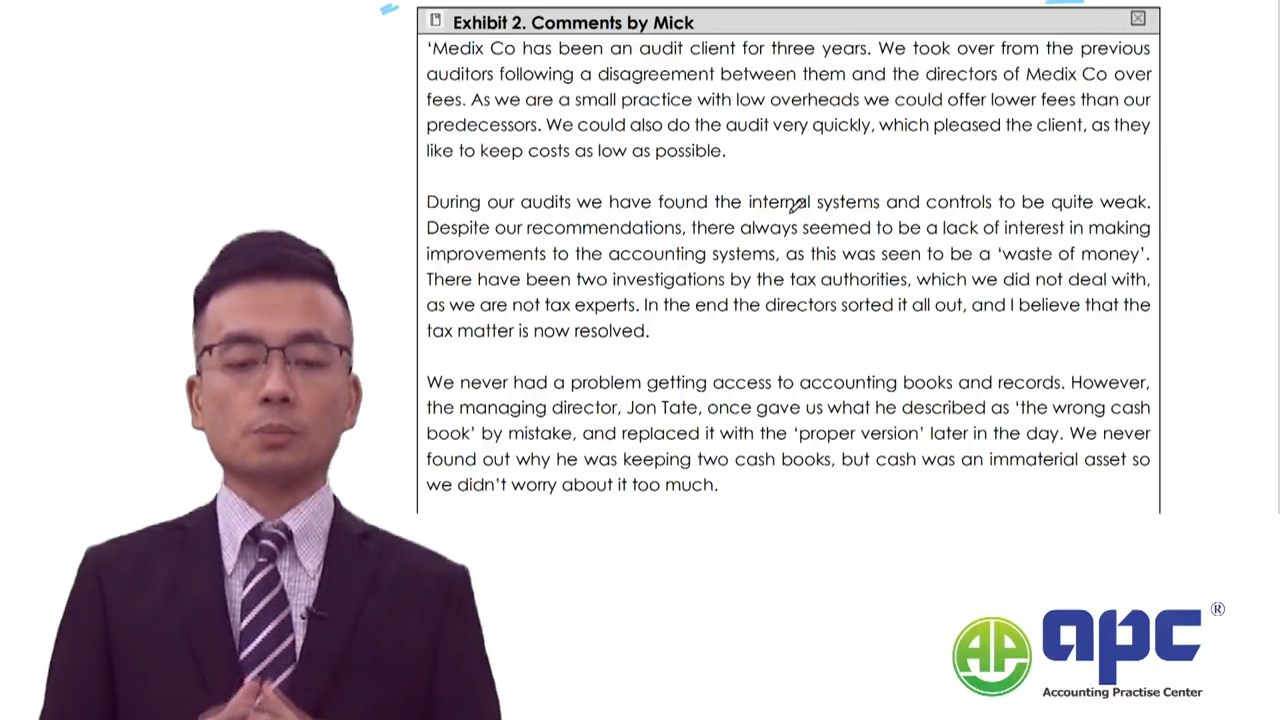 Exhibit 2. Comments by Mick
‘Medix Co has been an audit client for three years. We took over from the previous
auditors following a disagreement between them and the directors of Medix Co over
fees. As we are a small practice with low overheads we could offer lower fees than our
predecessors. We could also do the audit very quickly, which pleased the client, as they
like to keep costs as low as possible.
During our audits we have found the internal systems and controls to be quite weak.
Despite our recommendations, there always seemed to be a lack of interest in making
improvements to the accounting systems, as this was seen to be a ‘waste of money’.
There have been two investigations by the tax authorities, which we did not deal with,
as we are not tax experts. In the end the directors sorted it all out, and I believe that the
tax matter is now resolved.
We never had a problem getting access to accounting books and records. However,
the managing director, Jon Tate, once gave us what he described as ‘the wrong cash
book’ by mistake, and replaced it with the ‘proper version’ later in the day. We never
found out why he was keeping two cash books, but cash was an immaterial asset so
we didn’t worry about it too much.
AP
apc®
Accounting Practise Center